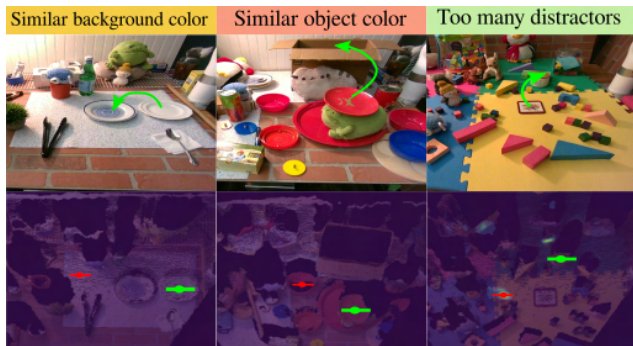 Similar background color
Similar object color
Too many distractors